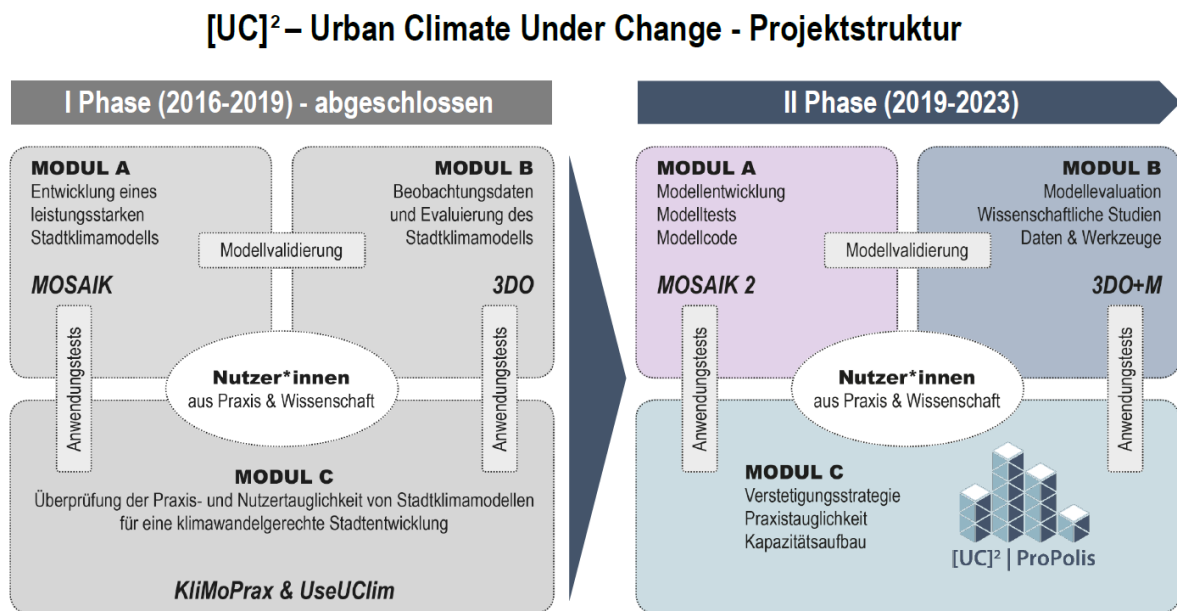 [UC]² – Urban Climate Under Change - Projektstruktur
I Phase (2016-2019) - abgeschlossen
MODUL A
Entwicklung eines
leistungsstarken
Stadtklimamodells
MOSAIK
MODUL B
Beobachtungsdaten
und Evaluierung des
Stadtklimamodells
3DO
Modellvalidierung
Anwendungstests
Anwendungstests
Nutzer*innen
aus Praxis & Wissenschaft
MODUL C
Überprüfung der Praxis- und Nutzertauglichkeit von Stadtklimamodellen
für eine klimawandelgerechte Stadtentwicklung
KliMoPrax & UseUClim
II Phase (2019-2023)
MODUL A
Modellentwicklung
Modelltests
Modellcode
MOSAIK 2
MODUL B
Modellevaluation
Wissenschaftliche Studien
Daten & Werkzeuge
3DO+M
Modellvalidierung
Anwendungstests
Anwendungstests
Nutzer*innen
aus Praxis & Wissenschaft
MODUL C
Verstetigungsstrategie
Praxistauglichkeit
Kapazitätsaufbau
[UC]² | ProPolis